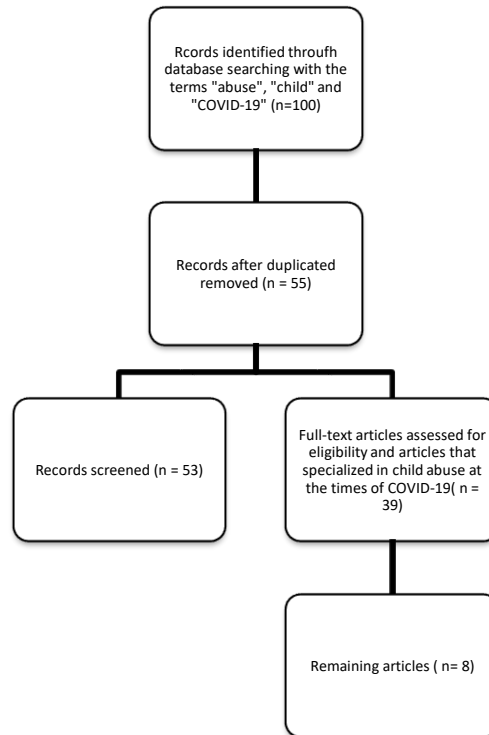 Rcords identified throufh
database searching with the
terms "abuse", "child" and
"COVID-19" (n=100)
Records after duplicated
removed (n = 55)
Records screened (n = 53)
Full-text articles assessed for
eligibility and articles that
specialized in child abuse at
the times of COVID-19( n =
39)
Remaining articles ( n= 8)